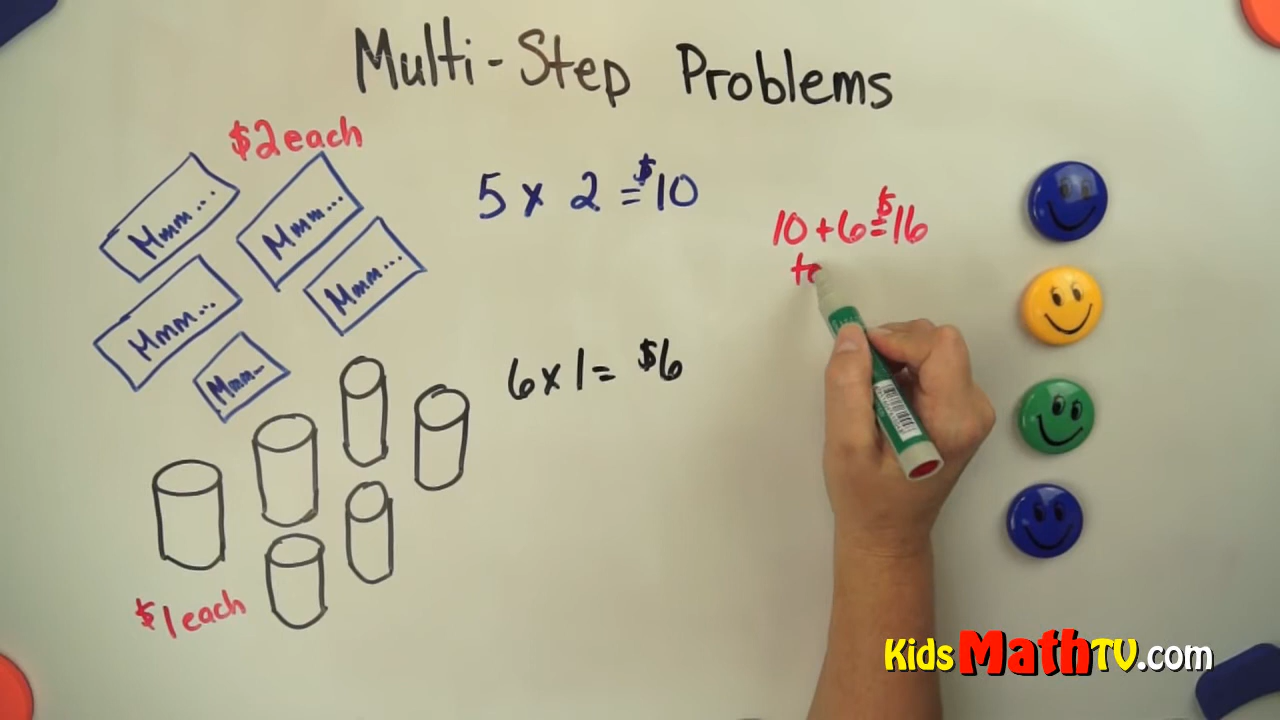 Multi-Step Problems
$2 each
Mmm...
Mmm...
Mmm...
Mmm...
Mmm...
5 x 2 = $10
10 + 6 = $16
to
6 x 1 = $6
$1 each
KidsMathTV.com